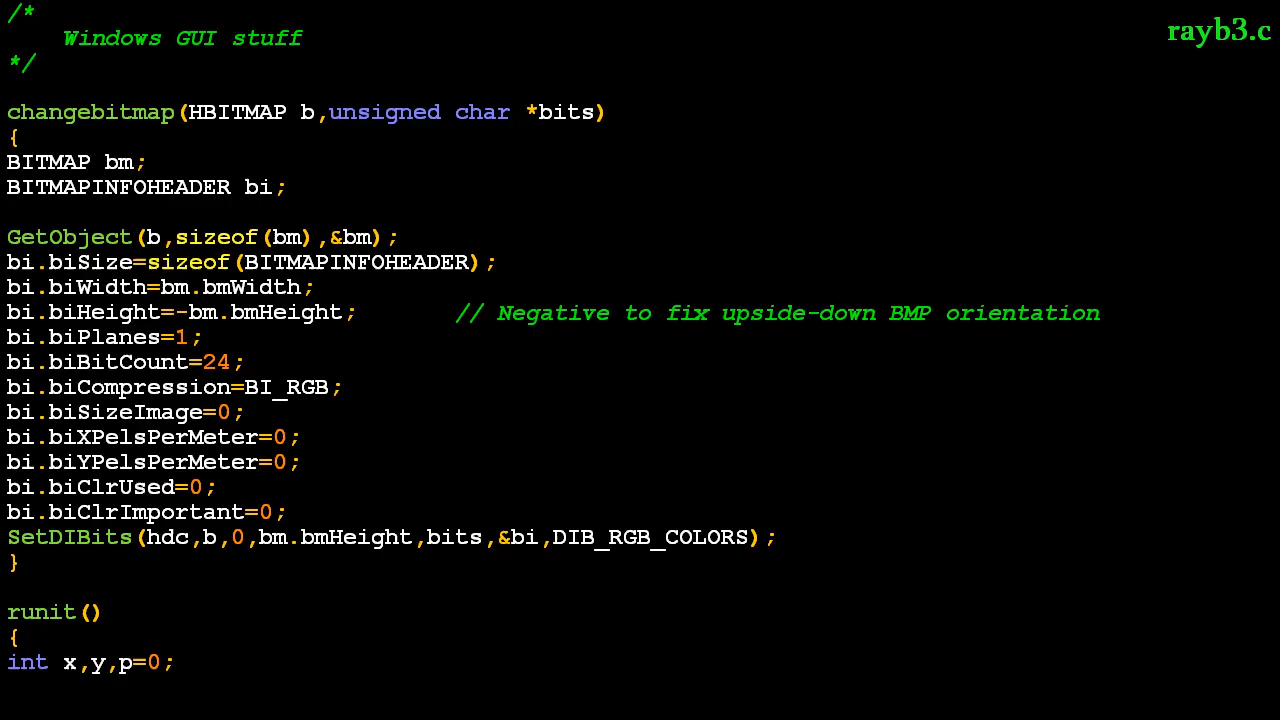 /*
    Windows GUI stuff
rayb3.c
*/

changebitmap(HBITMAP b,unsigned char *bits)
{
BITMAP bm;
BITMAPINFOHEADER bi;

GetObject(b,sizeof(bm),&bm);
bi.biSize=sizeof(BITMAPINFOHEADER);
bi.biWidth=bm.bmWidth;
bi.biHeight=-bm.bmHeight;       // Negative to fix upside-down BMP orientation
bi.biPlanes=1;
bi.biBitCount=24;
bi.biCompression=BI_RGB;
bi.biSizeImage=0;
bi.biXPelsPerMeter=0;
bi.biYPelsPerMeter=0;
bi.biClrUsed=0;
bi.biClrImportant=0;
SetDIBits(hdc,b,0,bm.bmHeight,bits,&bi,DIB_RGB_COLORS);
}

runit()
{
int x,y,p=0;